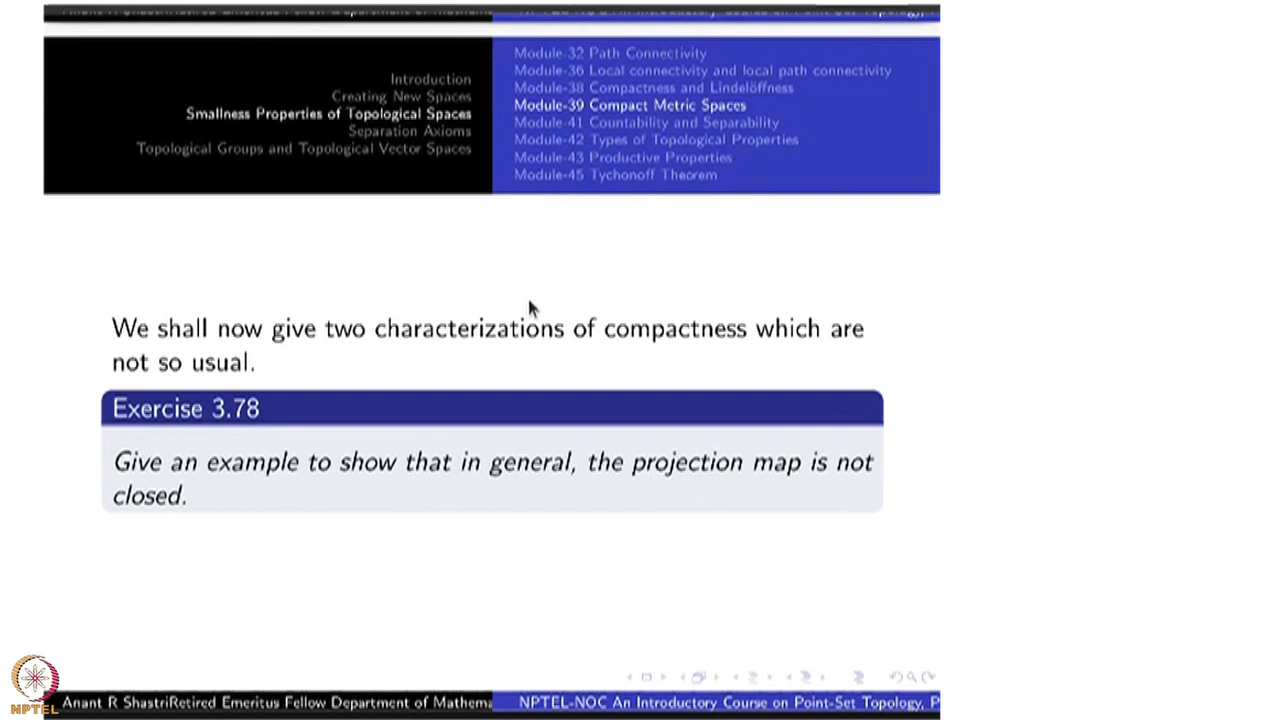 Introduction
Creating New Spaces
Smallness Properties of Topological Spaces
Separation Axioms
Topological Groups and Topological Vector Spaces
Module-32 Path Connectivity
Module-36 Local connectivity and local path connectivity
Module-38 Compactness and Lindelöffness
Module-39 Compact Metric Spaces
Module-41 Countability and Separability
Module-42 Types of Topological Properties
Module-43 Productive Properties
Module-45 Tychonoff Theorem
We shall now give two characterizations of compactness which are
not so usual.
Exercise 3.78
Give an example to show that in general, the projection map is not
closed.
NPTEL
Anant R ShastriRetired Emeritus Fellow Department of Mathema
NPTEL-NOC An Introductory Course on Point-Set Topology, P